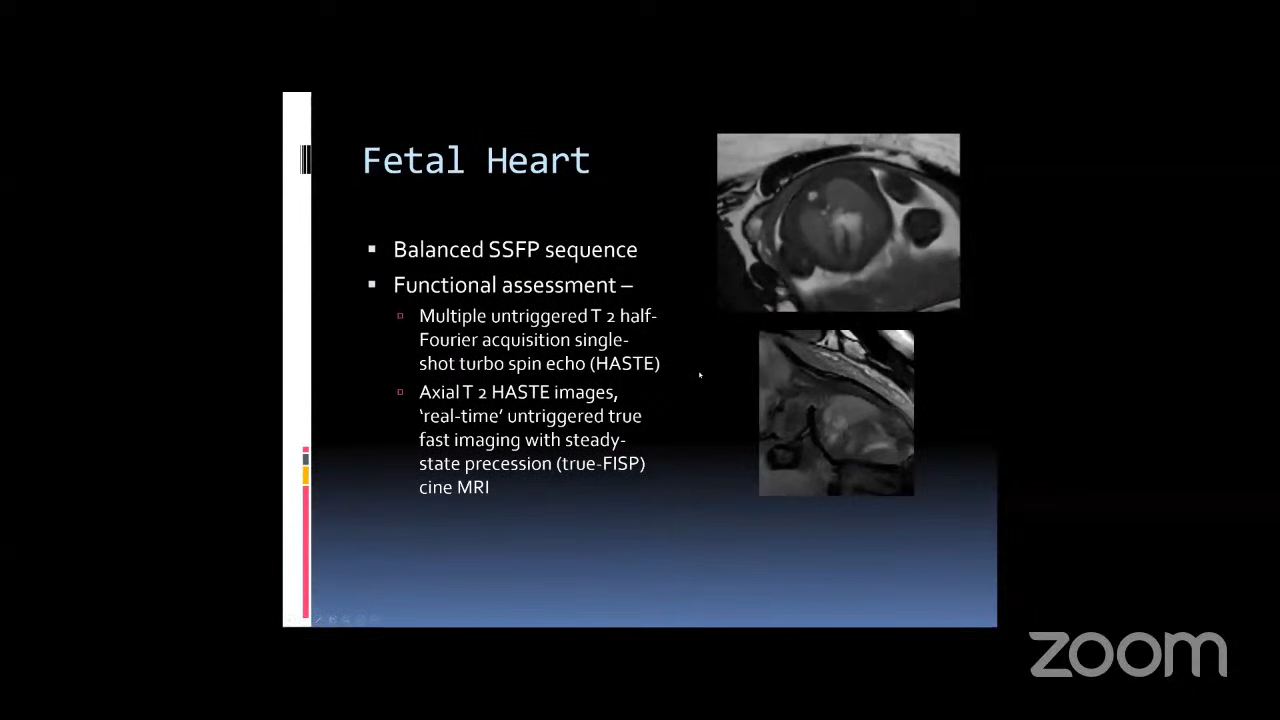 Fetal Heart
Balanced SSFP sequence
Functional assessment –
Multiple untriggered T 2 half-
Fourier acquisition single-
shot turbo spin echo (HASTE)
Axial T 2 HASTE images,
‘real-time’ untriggered true
fast imaging with steady-
state precession (true-FISP)
cine MRI
zoom